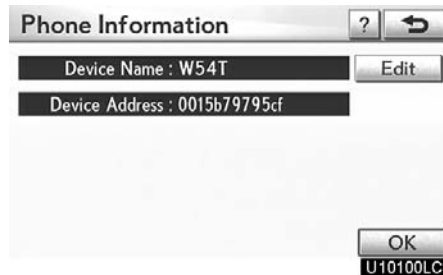 Phone Information ?
Device Name : W54T Edit
Device Address : 0015b79795cf
OK
U10100LC